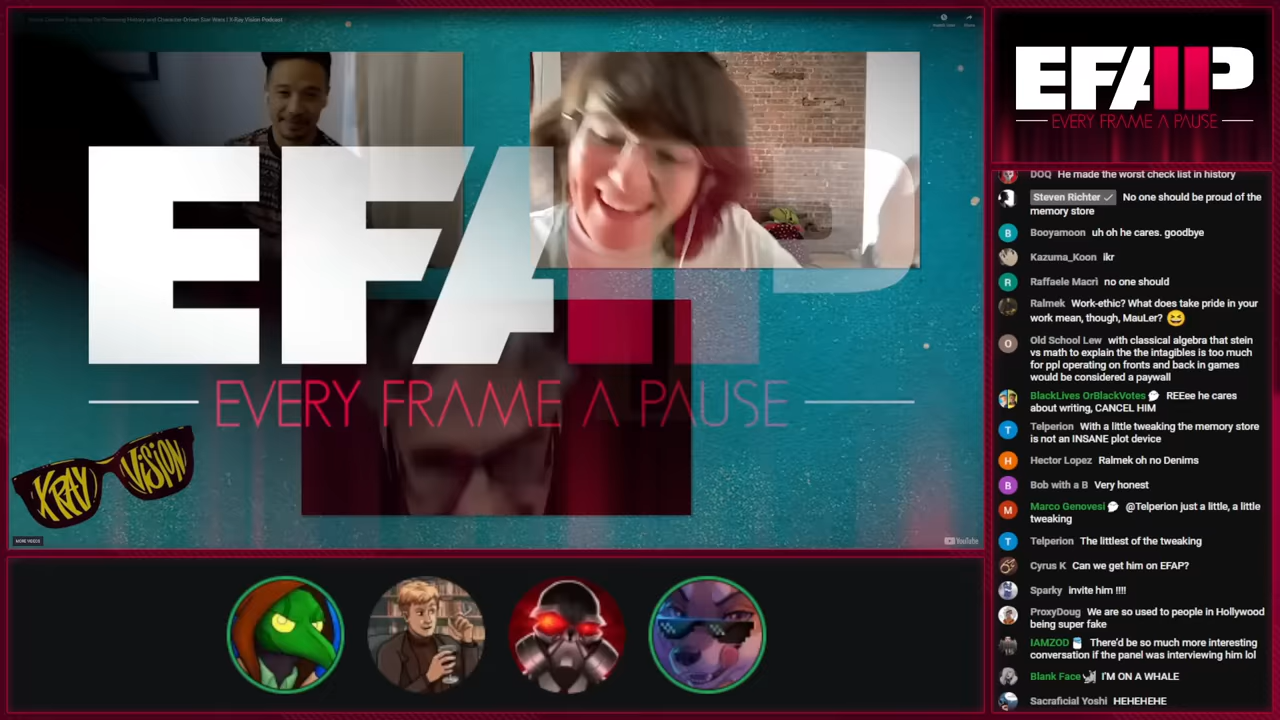 EFAP
EVERY FRAME A PAUSE
XRAY VISION
MORE VIDEOS
YouTube
EFAP
EVERY FRAME A PAUSE
DOQ He made the worst check list in history
Steven Richter No one should be proud of the
memory store
B Booyamoon uh oh he cares. goodbye
Kazuma_Koon ikr
R Raffaele Macrì no one should
Ralmek Work-ethic? What does take pride in your
work mean, though, MauLer? 😆
O Old School Lew with classical algebra that stein
vs math to explain the the intagibles is too much
for ppl operating on fronts and back in games
would be considered a paywall
BlackLives OrBlackVotes REEee he cares
about writing, CANCEL HIM
T Telperion With a little tweaking the memory store
is not an INSANE plot device
H Hector Lopez Ralmek oh no Denims
B Bob with a B Very honest
M Marco Genovesi @Telperion just a little, a little
tweaking
T Telperion The littlest of the tweaking
Cyrus K Can we get him on EFAP?
Sparky invite him !!!!
ProxyDoug We are so used to people in Hollywood
being super fake
IAMZOD There'd be so much more interesting
conversation if the panel was interviewing him lol
Blank Face I'M ON A WHALE
Sacraficial Yoshi HEHEHEHE